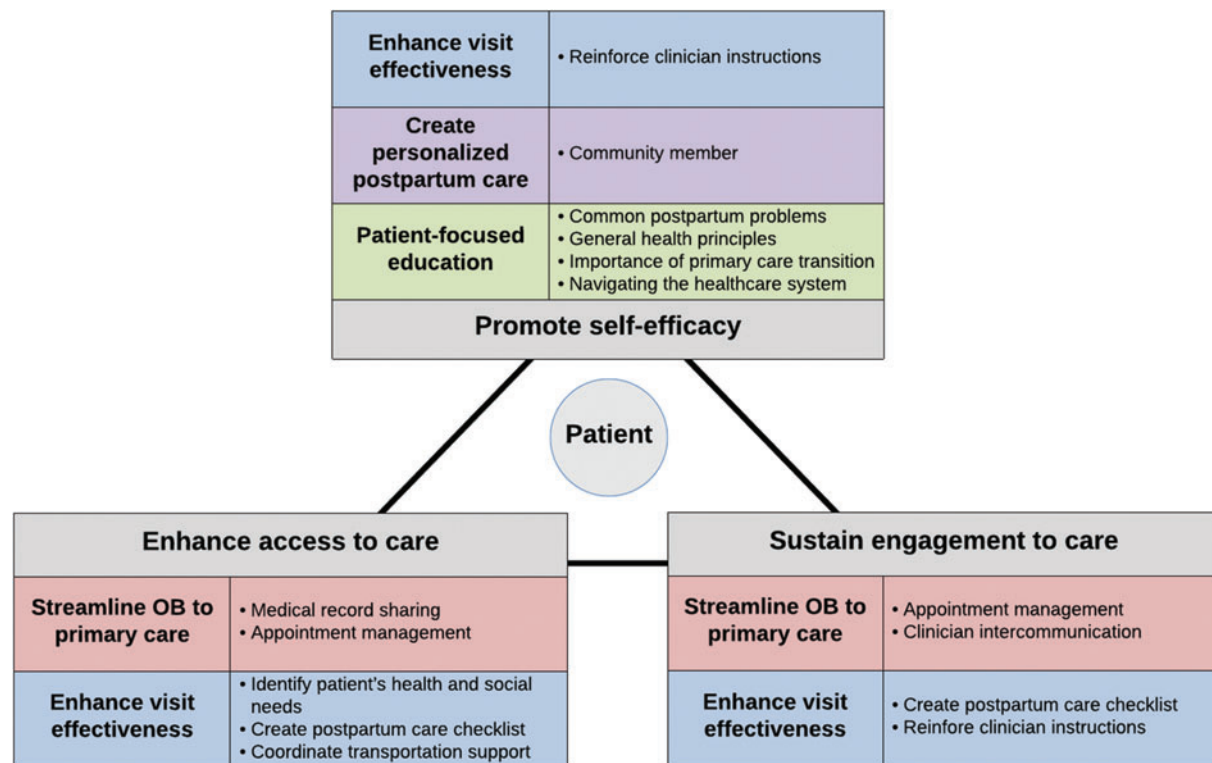 Enhance visit
effectiveness
• Reinforce clinician instructions
Create
personalized
postpartum care
• Community member
Patient-focused
education
• Common postpartum problems
• General health principles
• Importance of primary care transition
• Navigating the healthcare system
Promote self-efficacy
Patient
Enhance access to care
Streamline OB to
primary care
• Medical record sharing
• Appointment management
Enhance visit
effectiveness
• Identify patient's health and social
needs
• Create postpartum care checklist
• Coordinate transportation support
Sustain engagement to care
Streamline OB to
primary care
• Appointment management
• Clinician intercommunication
Enhance visit
effectiveness
• Create postpartum care checklist
• Reinfore clinician instructions